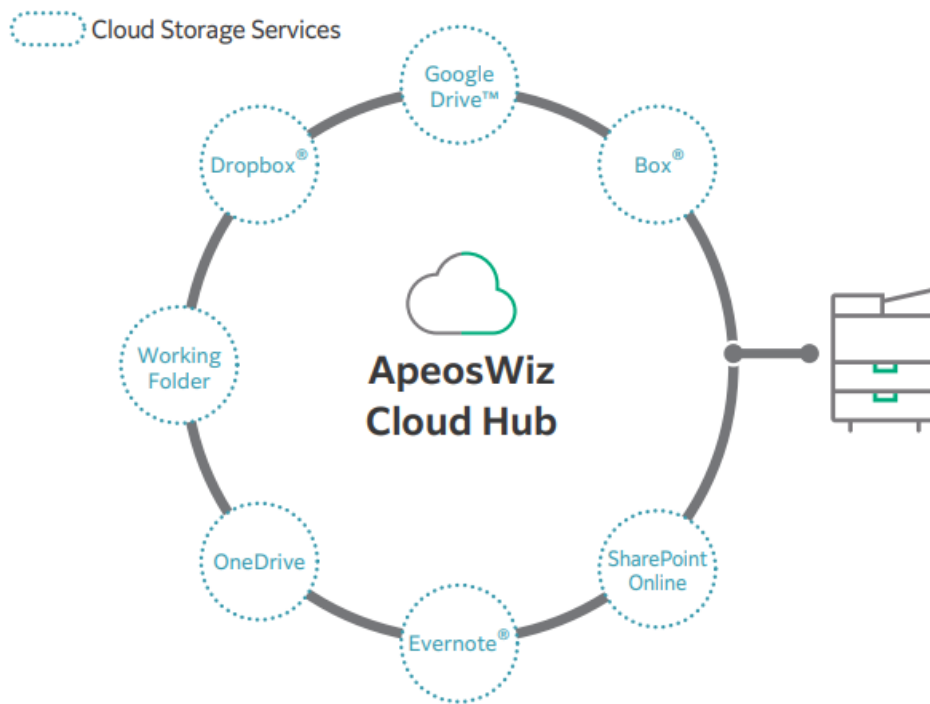 Cloud Storage Services
Google
Drive™
Dropbox®
Box®
ApeosWiz
Cloud Hub
Working
Folder
OneDrive
SharePoint
Online
Evernote®